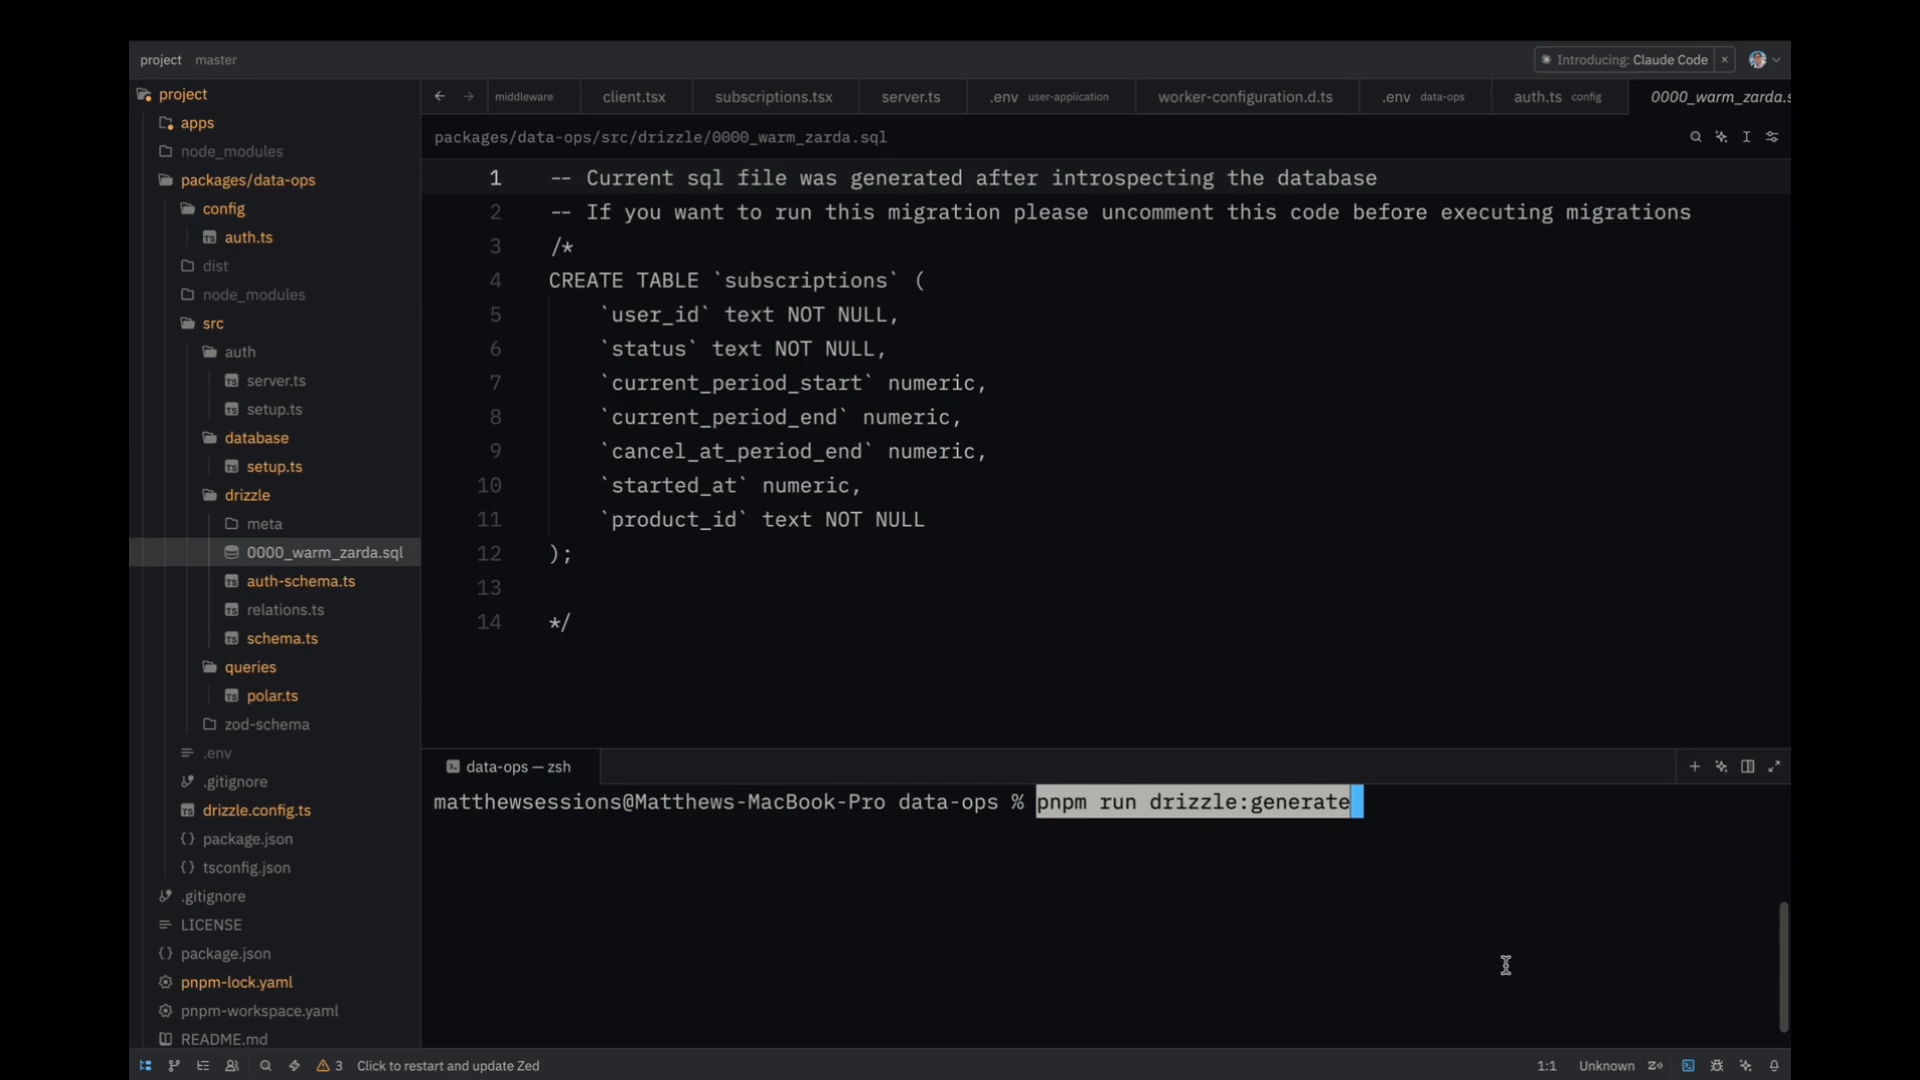 project master
Introducing: Claude Code
project
apps
node_modules
packages/data-ops
config
auth.ts
dist
node_modules
src
auth
server.ts
setup.ts
database
setup.ts
drizzle
meta
0000_warm_zarda.sql
auth-schema.ts
relations.ts
schema.ts
queries
polar.ts
zod-schema
.env
.gitignore
drizzle.config.ts
package.json
tsconfig.json
.gitignore
LICENSE
package.json
pnpm-lock.yaml
pnpm-workspace.yaml
README.md
middleware client.tsx subscriptions.tsx server.ts .env user-application worker-configuration.d.ts .env data-ops auth.ts config 0000_warm_zarda.s
packages/data-ops/src/drizzle/0000_warm_zarda.sql
1 -- Current sql file was generated after introspecting the database
2 -- If you want to run this migration please uncomment this code before executing migrations
3 /*
4 CREATE TABLE `subscriptions` (
5 `user_id` text NOT NULL,
6 `status` text NOT NULL,
7 `current_period_start` numeric,
8 `current_period_end` numeric,
9 `cancel_at_period_end` numeric,
10 `started_at` numeric,
11 `product_id` text NOT NULL
12 );
13
14 */
data-ops — zsh
matthewsessions@Matthews-MacBook-Pro data-ops % pnpm run drizzle:generate
3 Click to restart and update Zed
1:1 Unknown